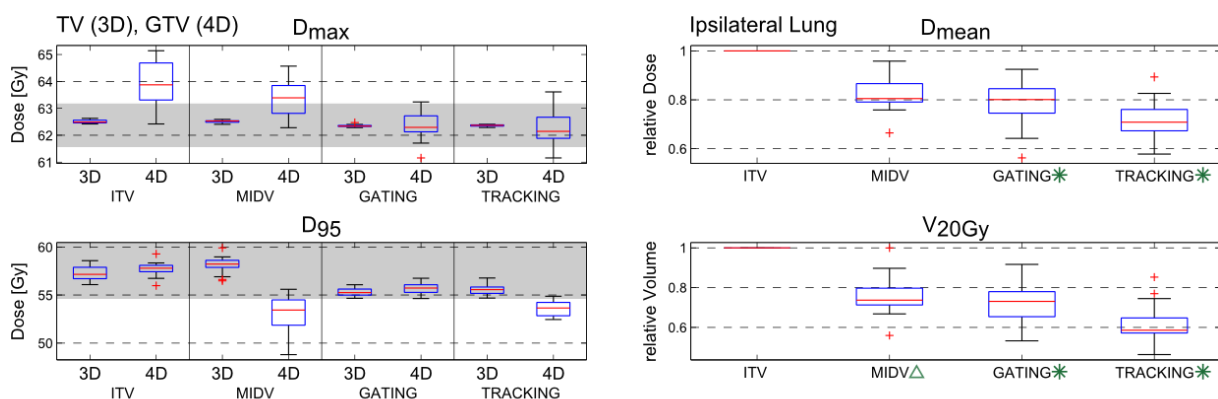 TV (3D), GTV (4D)
Dmax
Dose [Gy]
65
64
63
62
61
3D 4D 3D 4D 3D 4D 3D 4D
ITV MIDV GATING TRACKING
D95
Dose [Gy]
60
55
50
3D 4D 3D 4D 3D 4D 3D 4D
ITV MIDV GATING TRACKING
Ipsilateral Lung
Dmean
relative Dose
1
0.8
0.6
ITV MIDV GATING✳ TRACKING✳
V20Gy
relative Volume
1
0.8
0.6
ITV MIDV△ GATING✳ TRACKING✳